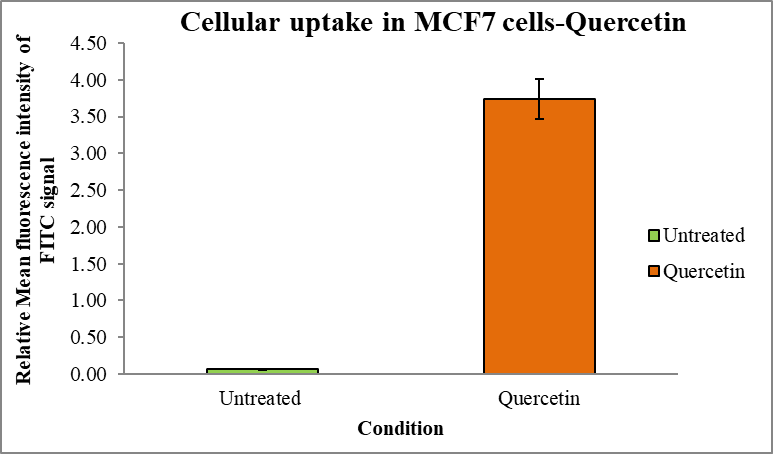 Cellular uptake in MCF7 cells-Quercetin
Relative Mean fluorescence intensity of
FITC signal
4.50
4.00
3.50
3.00
2.50
2.00
1.50
1.00
0.50
0.00
Untreated
Quercetin
Condition
Untreated
Quercetin